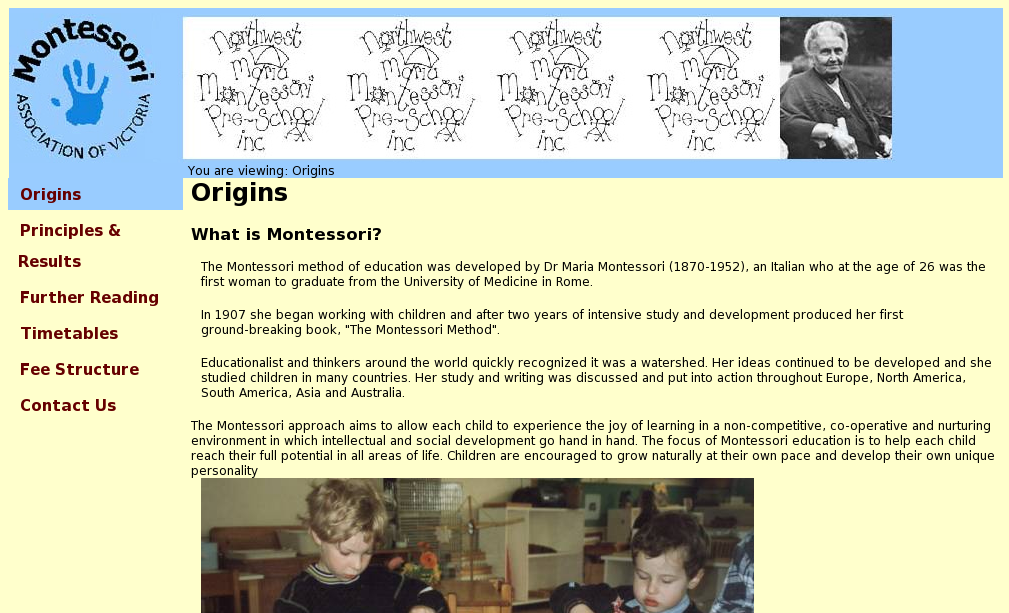 Montessori
ASSOCIATION OF VICTORIA
Northwest Northwest Northwest Northwest
Maria Maria Maria Maria
Montessori Montessori Montessori Montessori
Pre-School Pre-School Pre-School Pre-School
inc inc inc inc
You are viewing: Origins
Origins
Principles &
Results
Further Reading
Timetables
Fee Structure
Contact Us
Origins
What is Montessori?
The Montessori method of education was developed by Dr Maria Montessori (1870-1952), an Italian who at the age of 26 was the
first woman to graduate from the University of Medicine in Rome.
In 1907 she began working with children and after two years of intensive study and development produced her first
ground-breaking book, "The Montessori Method".
Educationalist and thinkers around the world quickly recognized it was a watershed. Her ideas continued to be developed and she
studied children in many countries. Her study and writing was discussed and put into action throughout Europe, North America,
South America, Asia and Australia.
The Montessori approach aims to allow each child to experience the joy of learning in a non-competitive, co-operative and nurturing
environment in which intellectual and social development go hand in hand. The focus of Montessori education is to help each child
reach their full potential in all areas of life. Children are encouraged to grow naturally at their own pace and develop their own unique
personality